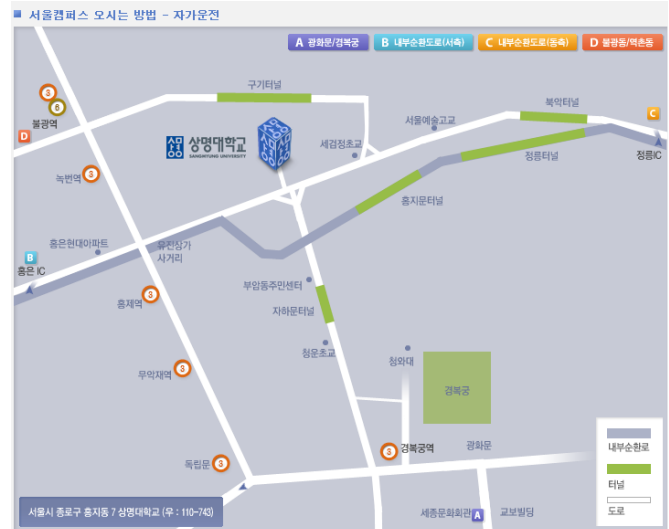 서울캠퍼스 오시는 방법 - 자가운전
A 광화문/경복궁
B 내부순환도로(서측)
C 내부순환도로(동측)
D 불광동/역촌동
구기터널
북악터널
3
6
불광역
D
상명대학교
SANGMYUNG UNIVERSITY
세검정초교
서울예술고교
C
정릉터널
정릉IC
녹번역 3
홍지문터널
홍은현대아파트
유진상가
사거리
B
홍은 IC
부암동주민센터
홍제역 3
자하문터널
청운초교
청와대
무악재역 3
경복궁
독립문 3
3 경복궁역
광화문
내부순환로
터널
도로
세종문화회관 A
교보빌딩
서울시 종로구 홍지동 7 상명대학교 (우 : 110-743)